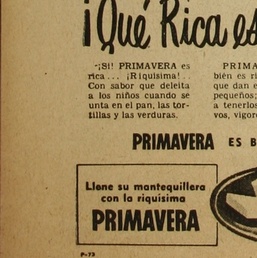 ¡Qué Rica es
-¡Sí! PRIMAVERA es
rica... ¡Riquísima!..
Con sabor que deleita
a los niños cuando se
unta en el pan, las tor-
tillas y las verduras.
PRIMA
bién es ri
que dan e
pequeños;
a tenerlos
vos, vigor
PRIMAVERA ES B
Llene su mantequillera
con la riquísima
PRIMAVERA
P-73